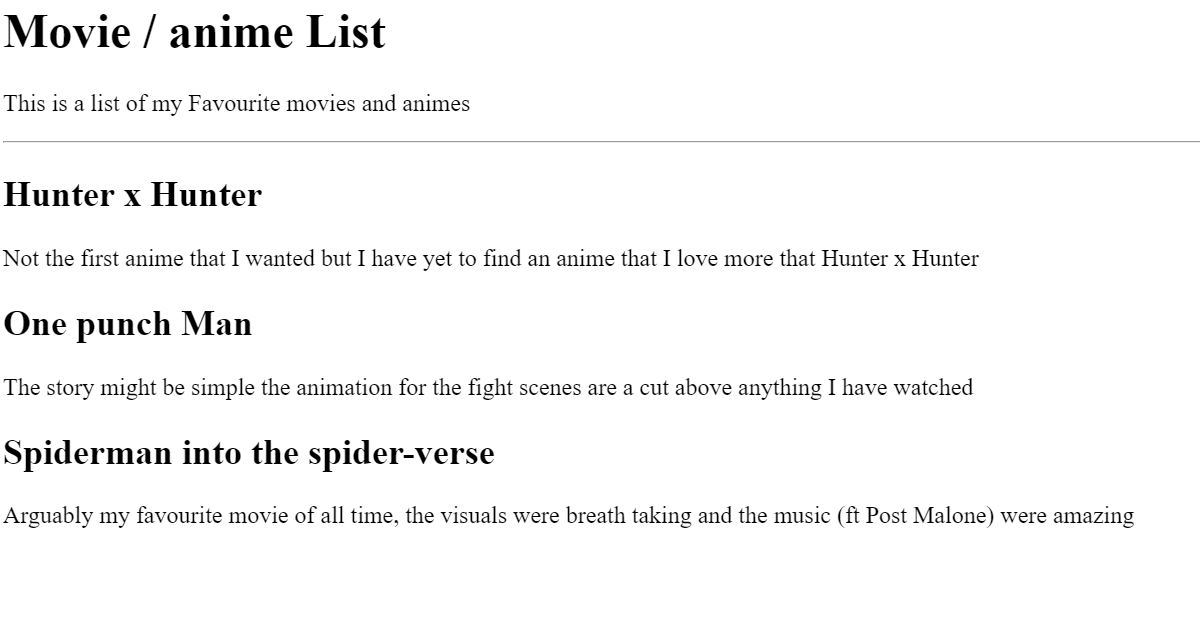 Movie / anime List
This is a list of my Favourite movies and animes
Hunter x Hunter
Not the first anime that I wanted but I have yet to find an anime that I love more that Hunter x Hunter
One punch Man
The story might be simple the animation for the fight scenes are a cut above anything I have watched
Spiderman into the spider-verse
Arguably my favourite movie of all time, the visuals were breath taking and the music (ft Post Malone) were amazing